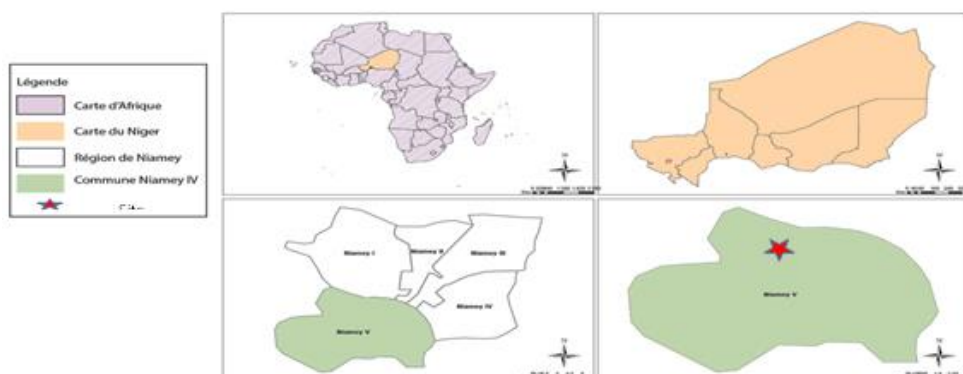 Légende
Carte d'Afrique
Carte du Niger
Région de Niamey
Commune Niamey IV
Niamey I
Niamey II
Niamey III
Niamey IV
Niamey V
Niamey V